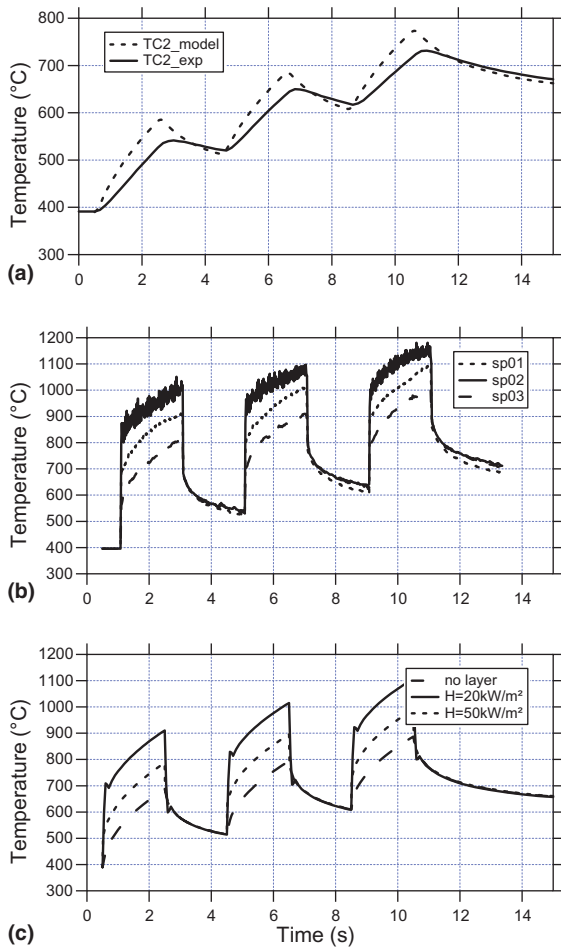 800
700
600
500
400
300
Temperature (°C)
TC2_model
TC2_exp
0 2 4 6 8 10 12 14
(a)
1200
1100
1000
900
800
700
600
500
400
300
Temperature (°C)
sp01
sp02
sp03
0 2 4 6 8 10 12 14
(b)
1200
1100
1000
900
800
700
600
500
400
300
Temperature (°C)
no layer
H=20kW/m²
H=50kW/m²
0 2 4 6 8 10 12 14
Time (s)
(c)